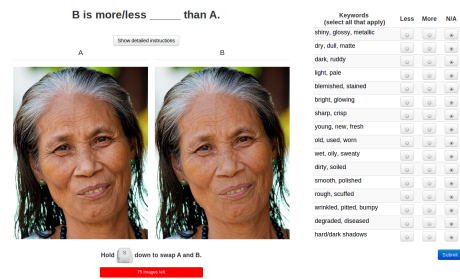 B is more/less _____ than A.
Show detailed instructions
A B
Hold S down to swap A and B.
75 images left
Keywords
(select all that apply)
Less More N/A
shiny, glossy, metallic
dry, dull, matte
dark, ruddy
light, pale
blemished, stained
bright, glowing
sharp, crisp
young, new, fresh
old, used, worn
wet, oily, sweaty
dirty, soiled
smooth, polished
rough, scuffed
wrinkled, pitted, bumpy
degraded, diseased
hard/dark shadows
Submit